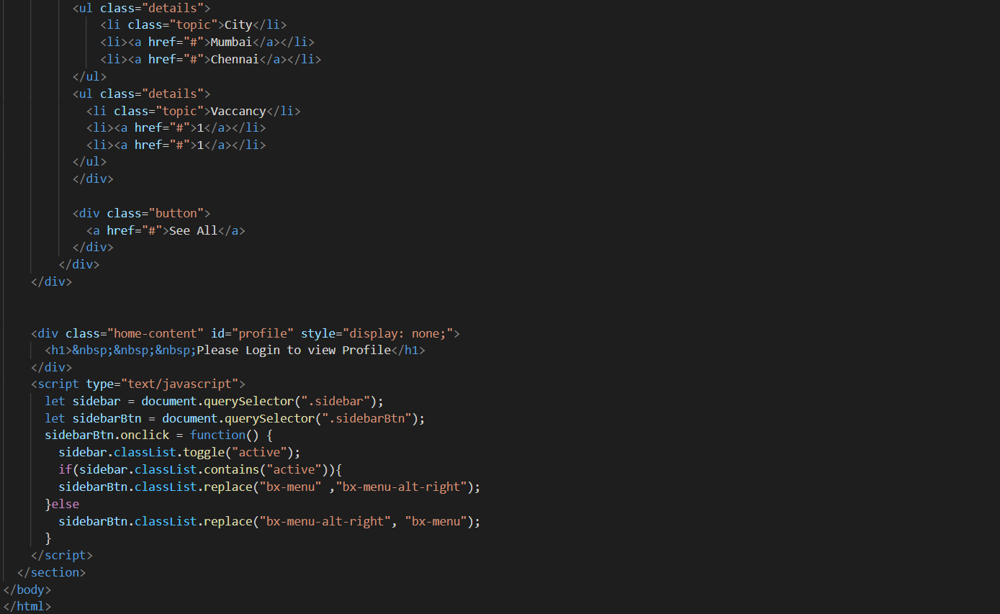 <ul class="details">
<li class="topic">City</li>
<li><a href="#">Mumbai</a></li>
<li><a href="#">Chennai</a></li>
</ul>
<ul class="details">
<li class="topic">Vaccancy</li>
<li><a href="#">1</a></li>
<li><a href="#">1</a></li>
</ul>
</div>
<div class="button">
<a href="#">See All</a>
</div>
</div>
</div>
<div class="home-content" id="profile" style="display: none;">
<h1>&nbsp;&nbsp;&nbsp;Please Login to view Profile</h1>
</div>
<script type="text/javascript">
let sidebar = document.querySelector(".sidebar");
let sidebarBtn = document.querySelector(".sidebarBtn");
sidebarBtn.onclick = function() {
sidebar.classList.toggle("active");
if(sidebar.classList.contains("active")){
sidebarBtn.classList.replace("bx-menu" ,"bx-menu-alt-right");
}else
sidebarBtn.classList.replace("bx-menu-alt-right", "bx-menu");
}
</script>
</section>
</body>
</html>